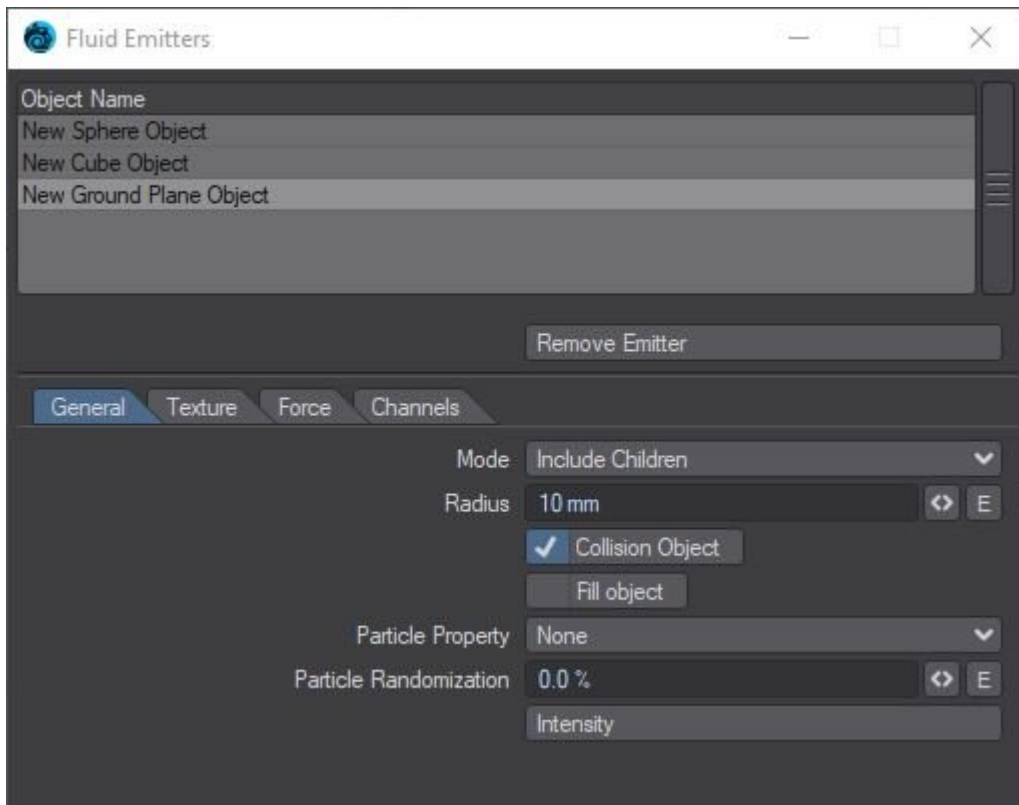 Fluid Emitters
Object Name
New Sphere Object
New Cube Object
New Ground Plane Object
Remove Emitter
General Texture Force Channels
Mode Include Children
Radius 10 mm E
Collision Object
Fill object
Particle Property None
Particle Randomization 0.0 % E
Intensity